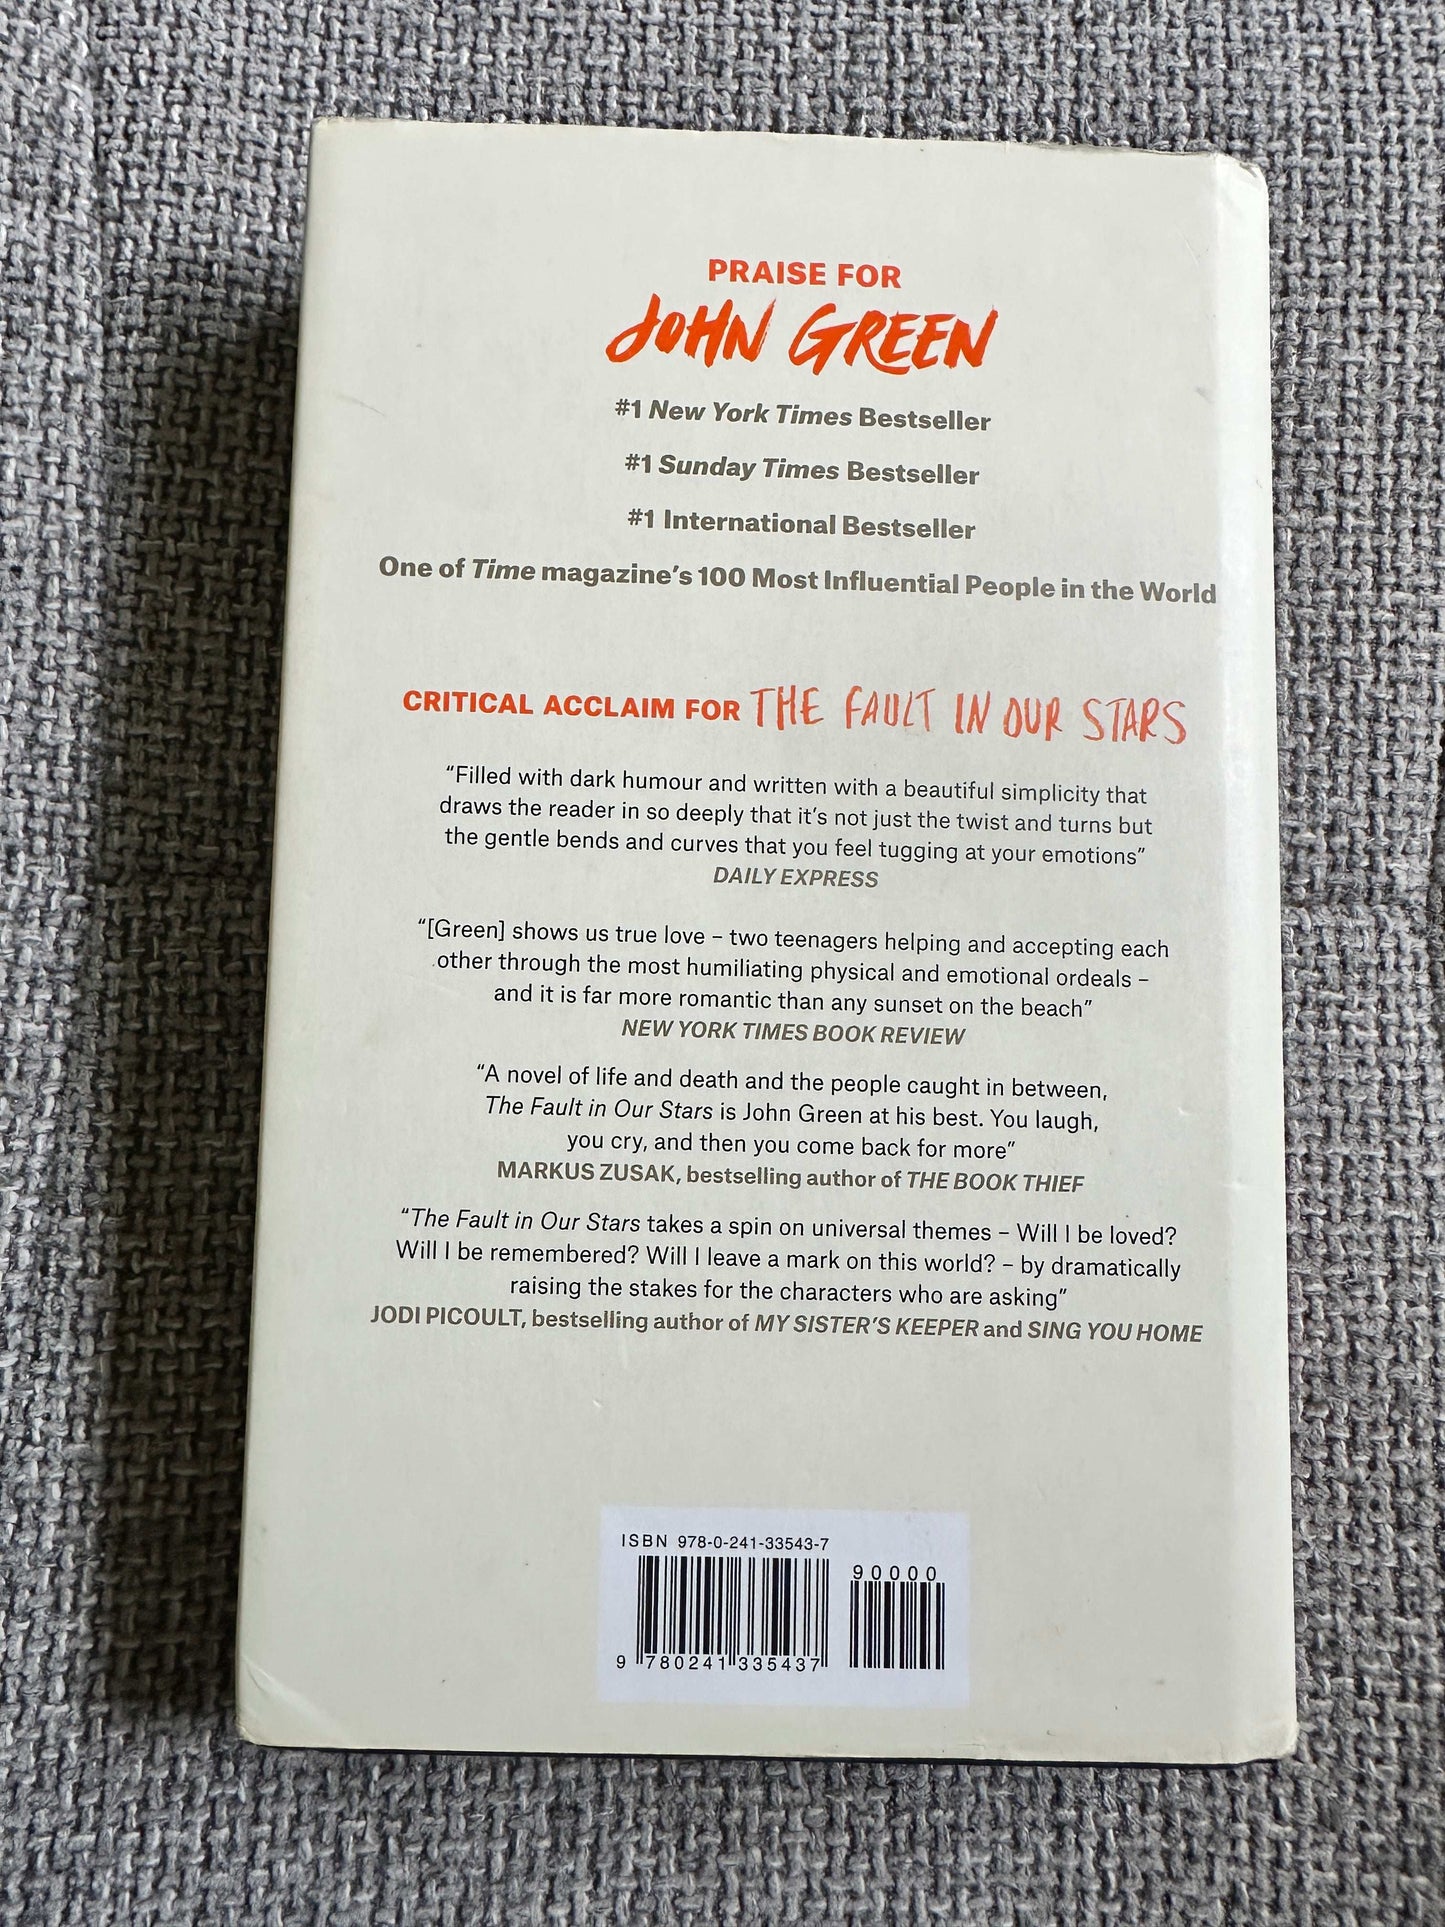 PRAISE FOR
JOHN GREEN
#1 New York Times Bestseller
#1 Sunday Times Bestseller
#1 International Bestseller
One of Time magazine’s 100 Most Influential People in the World
CRITICAL ACCLAIM FOR THE FAULT IN OUR STARS
“Filled with dark humour and written with a beautiful simplicity that
draws the reader in so deeply that it’s not just the twist and turns but
the gentle bends and curves that you feel tugging at your emotions”
DAILY EXPRESS
“[Green] shows us true love – two teenagers helping and accepting each
other through the most humiliating physical and emotional ordeals –
and it is far more romantic than any sunset on the beach”
NEW YORK TIMES BOOK REVIEW
“A novel of life and death and the people caught in between,
The Fault in Our Stars is John Green at his best. You laugh,
you cry, and then you come back for more”
MARKUS ZUSAK, bestselling author of THE BOOK THIEF
“The Fault in Our Stars takes a spin on universal themes – Will I be loved?
Will I be remembered? Will I leave a mark on this world? – by dramatically
raising the stakes for the characters who are asking”
JODI PICOULT, bestselling author of MY SISTER’S KEEPER and SING YOU HOME
ISBN 978-0-241-33543-7
90000
9 780241 335437